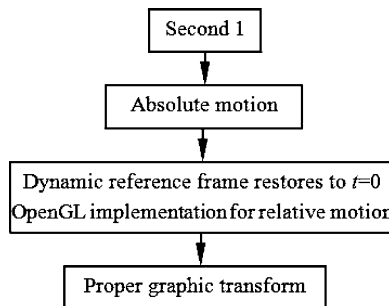 Second 1
Absolute motion
Dynamic reference frame restores to t=0
OpenGL implementation for relative motion
Proper graphic transform